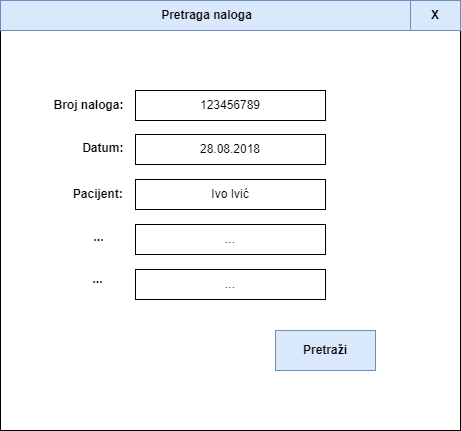 Pretraga naloga X
Broj naloga: 123456789
Datum: 28.08.2018
Pacijent: Ivo Ivić
... ...
... ...
Pretraži